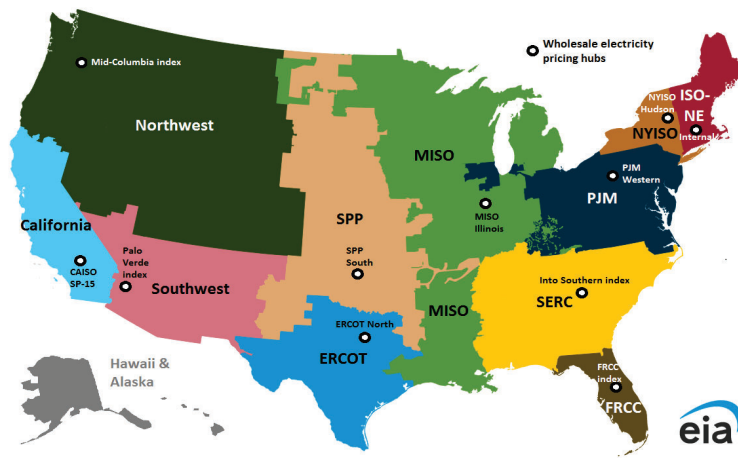 Wholesale electricity
pricing hubs
Mid-Columbia index
Northwest
NYISO
Hudson
ISO-
NE
Internal
NYISO
MISO
PJM
Western
PJM
MISO
Illinois
SPP
SPP
South
California
CAISO
SP-15
Palo
Verde
index
Southwest
Into Southern index
SERC
MISO
ERCOT North
ERCOT
Hawaii &
Alaska
FRCC
index
FRCC
eia